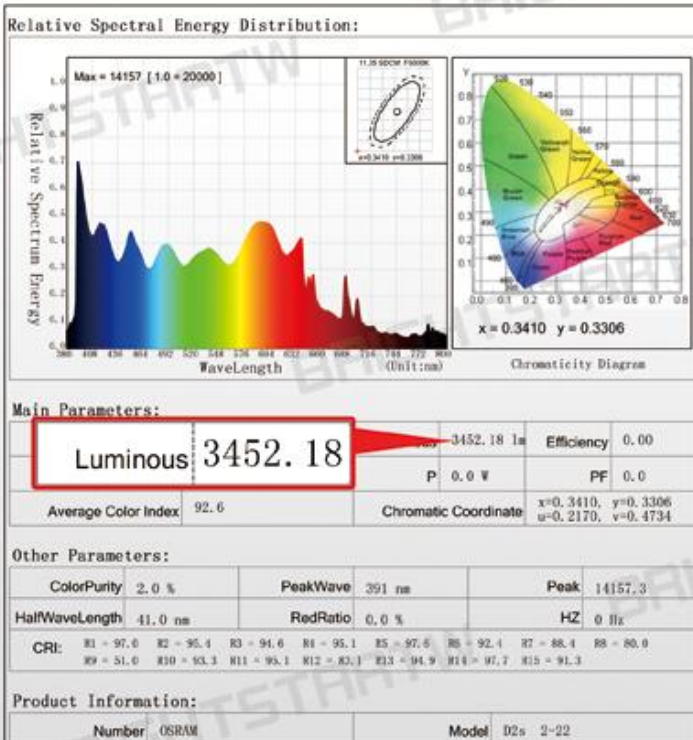 Relative Spectral Energy Distribution:
Max = 14157 [ 1.0 = 20000 ]
Relative Spectrum Energy
WaveLength
(Unit:nm)
x=0.3410 y=0.3306
Green
x = 0.3410 y = 0.3306
Chromaticity Diagram
Main Parameters:
Luminous 3452.18
3452.18 lm Efficiency 0.00
P 0.0 W PF 0.0
Average Color Index 92.6 Chromatic Coordinate x=0.3410, y=0.3306
u=0.2170, v=0.4734
Other Parameters:
ColorPurity 2.0 % PeakWave 391 nm Peak 14157.3
HalfWaveLength 41.0 nm RedRatio 0.0 % HZ 0 Hz
CRI: R1 = 97.0 R2 = 95.4 R3 = 94.6 R4 = 95.1 R5 = 97.6 R6 = 92.4 R7 = 88.4 R8 = 80.0
R9 = 51.0 R10 = 93.3 R11 = 95.1 R12 = 83.1 R13 = 94.9 R14 = 97.7 R15 = 91.3
Product Information:
Number OSRAM Model D2s 2-22
BRIGHTSTARTW